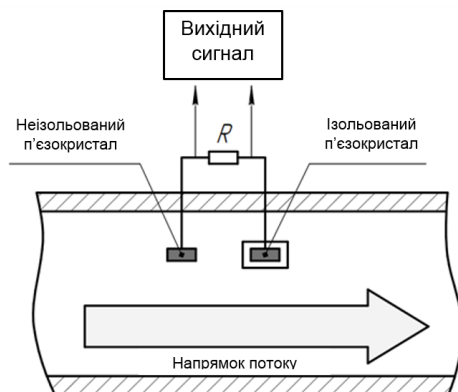 Вихідний
сигнал
Неізольований
п’єзокристал
R
Ізольований
п’єзокристал
Напрямок потоку